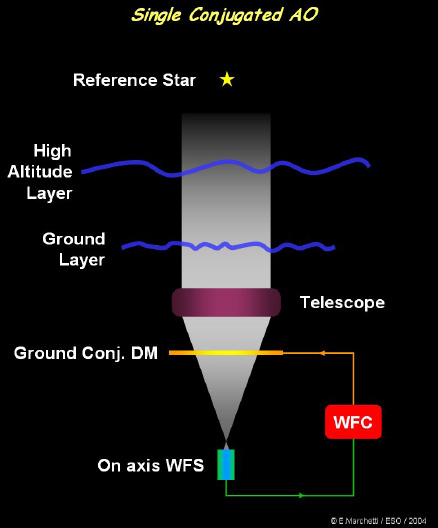 Single Conjugated AO
Reference Star
High
Altitude
Layer
Ground
Layer
Telescope
Ground Conj. DM
WFC
On axis WFS
© E.Marchetti / ESO / 2004